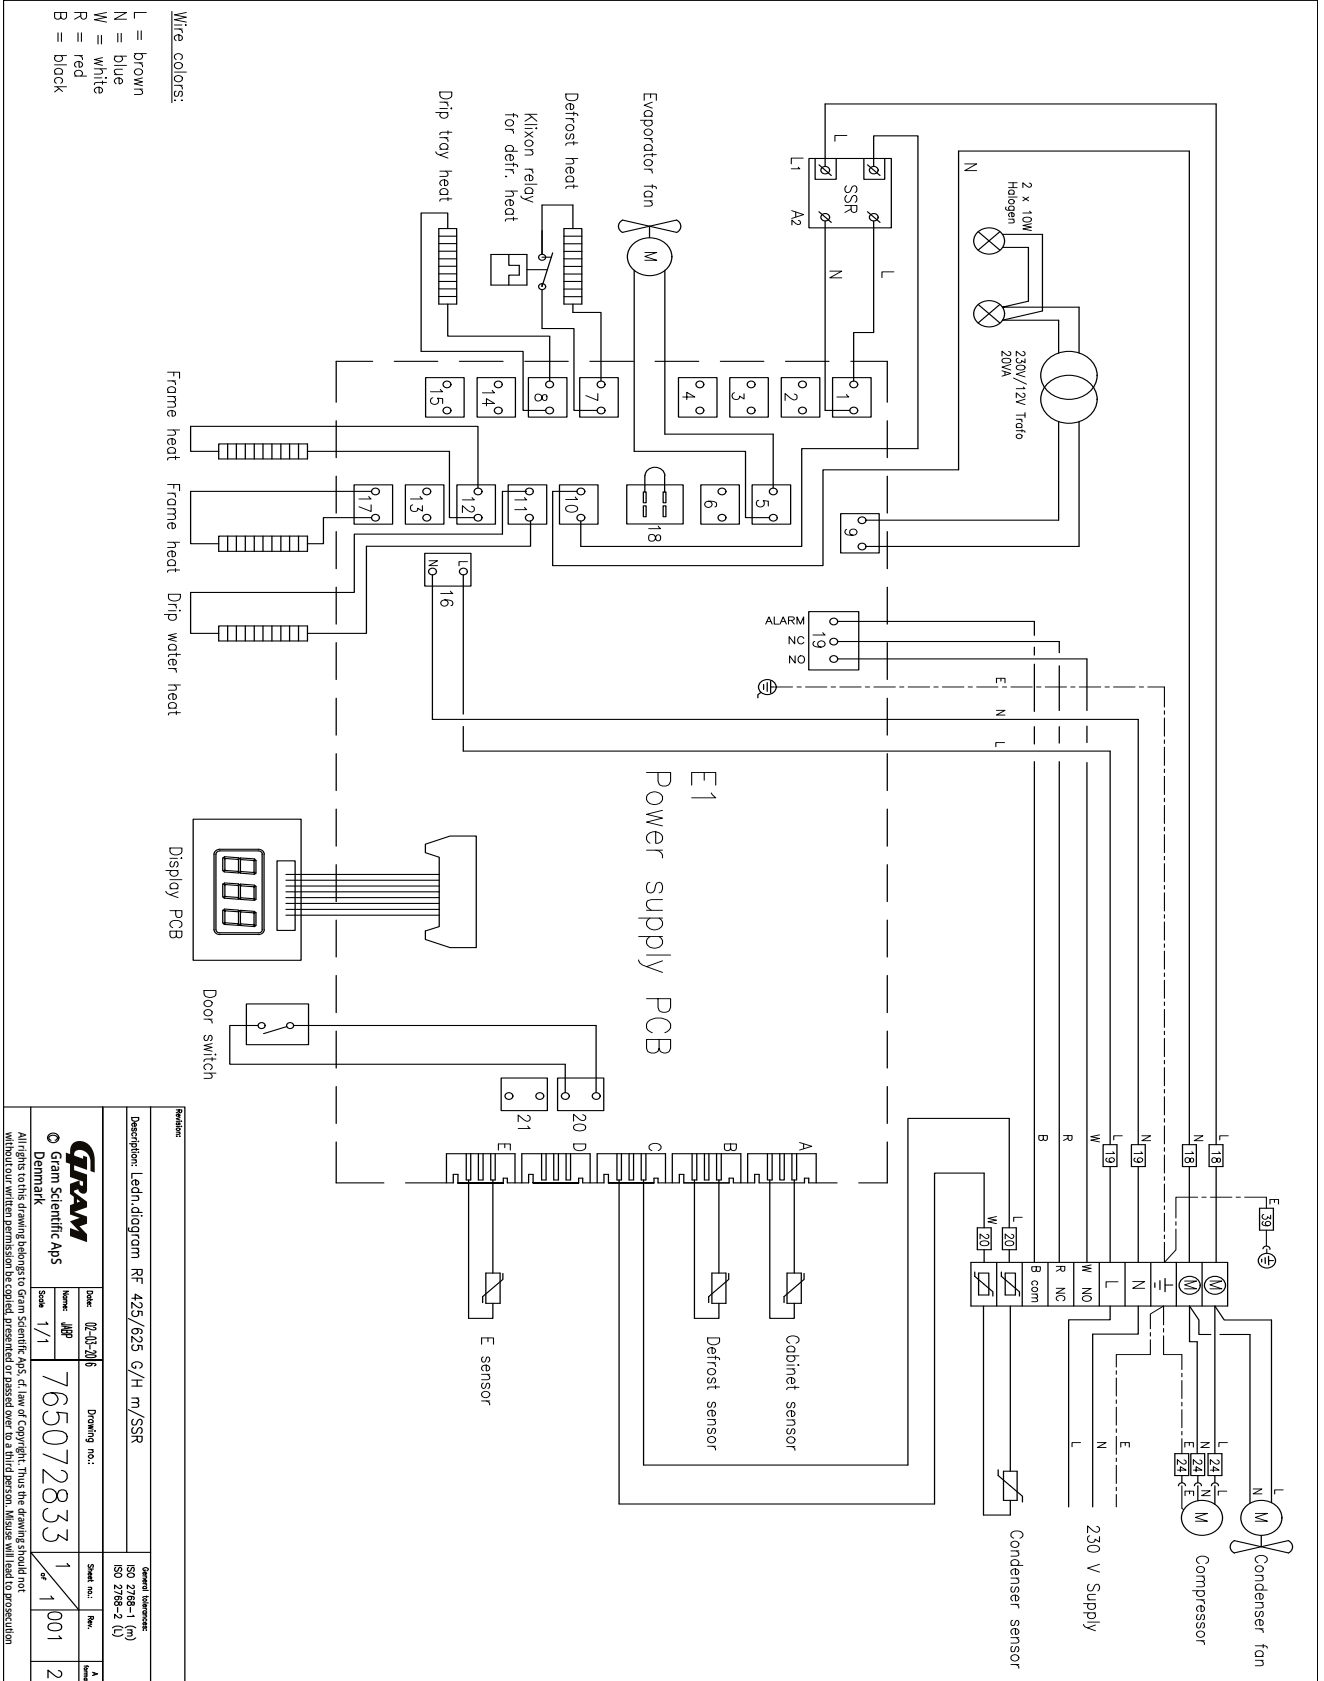 Wire colors:
L = brown
N = blue
W = white
R = red
B = black
Drip tray heat
Klixon relay
for defr. heat
Defrost heat
Evaporator fan
L
L1
SSR
A2
L
N
N
2 x 10W
Halogen
230V/12V Trafo
20VA
1
2
3
4
7
8
14
15
5
6
18
10
11
12
13
17
9
L
N
16
Frame heat
Frame heat
Drip water heat
ALARM
NC
NO
19
E
N
L
E1
Power supply PCB
Display PCB
Door switch
20
21
A
B
C
D
E
Cabinet sensor
Defrost sensor
E sensor
B
R
W
L
19
N
19
N
18
L
18
E
39
W
20
L
20
B com
R NC
W NO
L
N
M
M
E
N
L
230 V Supply
E
N
L
24
24
24
E
N
L
M
Compressor
N
L
M
Condenser fan
Condenser sensor
M
Revision:
Description: Ledn.diagram RF 425/625 G/H m/SSR
General tolerances:
ISO 2768-1 (m)
ISO 2768-2 (L)
GRAM
© Gram Scientific ApS
Denmark
Date: 02-03-2016
Name: JABP
Scale 1/1
Drawing no.:
765072833
Sheet no.:
1 of 1
Rev.
001
A
2
All rights to this drawing belongs to Gram Scientific ApS, cf. law of Copyright. Thus the drawing should not
without our written permission be copied, presented or passed over to a third person. Misuse will lead to prosecution